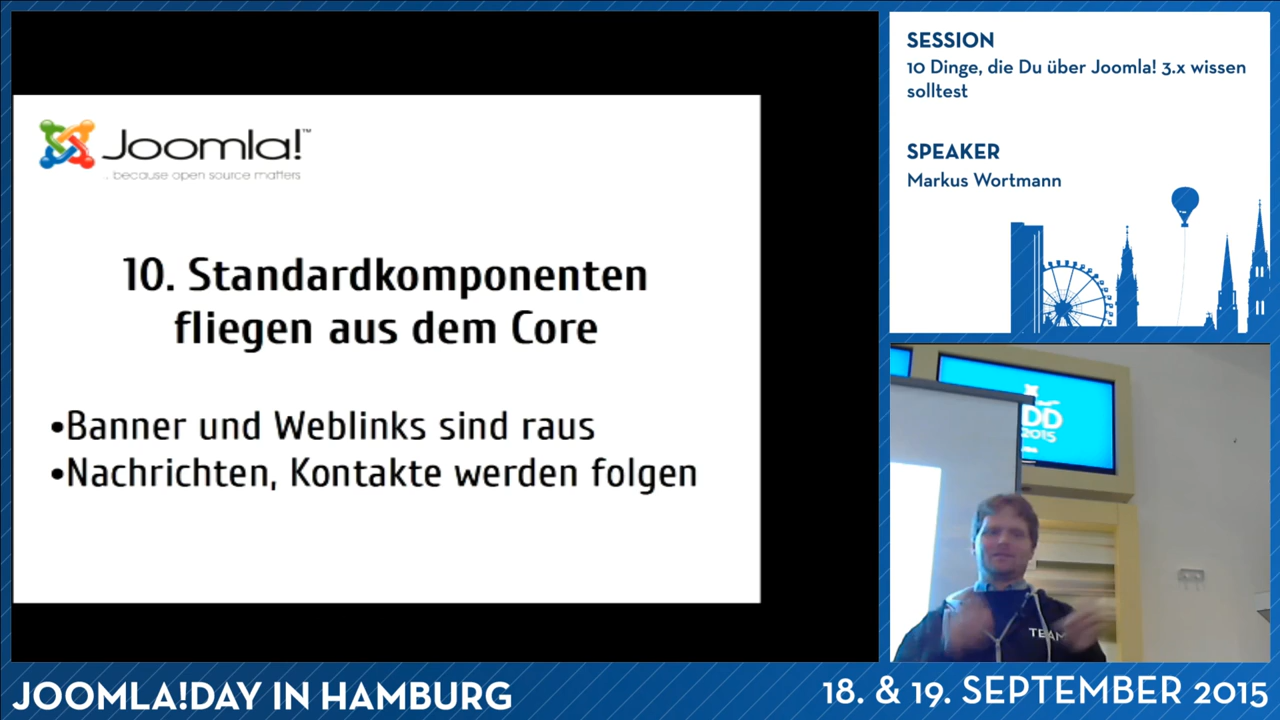 Joomla!™
... because open source matters
10. Standardkomponenten
fliegen aus dem Core
•Banner und Weblinks sind raus
•Nachrichten, Kontakte werden folgen
SESSION
10 Dinge, die Du über Joomla! 3.x wissen
solltest
SPEAKER
Markus Wortmann
DD
2015
TEAM
JOOMLA!DAY IN HAMBURG
18. & 19. SEPTEMBER 2015